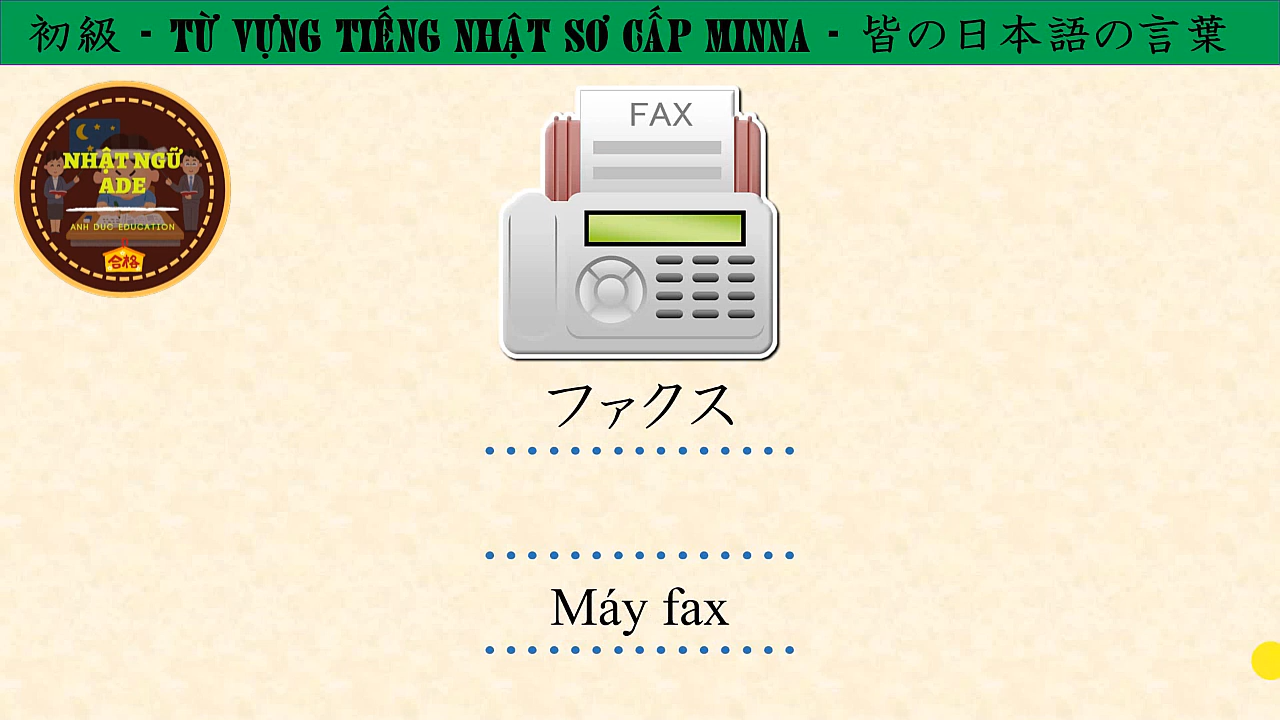 初級 - TỪ VỰNG TIẾNG NHẬT SƠ CẤP MINNA - 皆の日本語の言葉
NHẬT NGỮ
ADE
ANH DUC EDUCATION
合格
FAX
ファクス
Máy fax